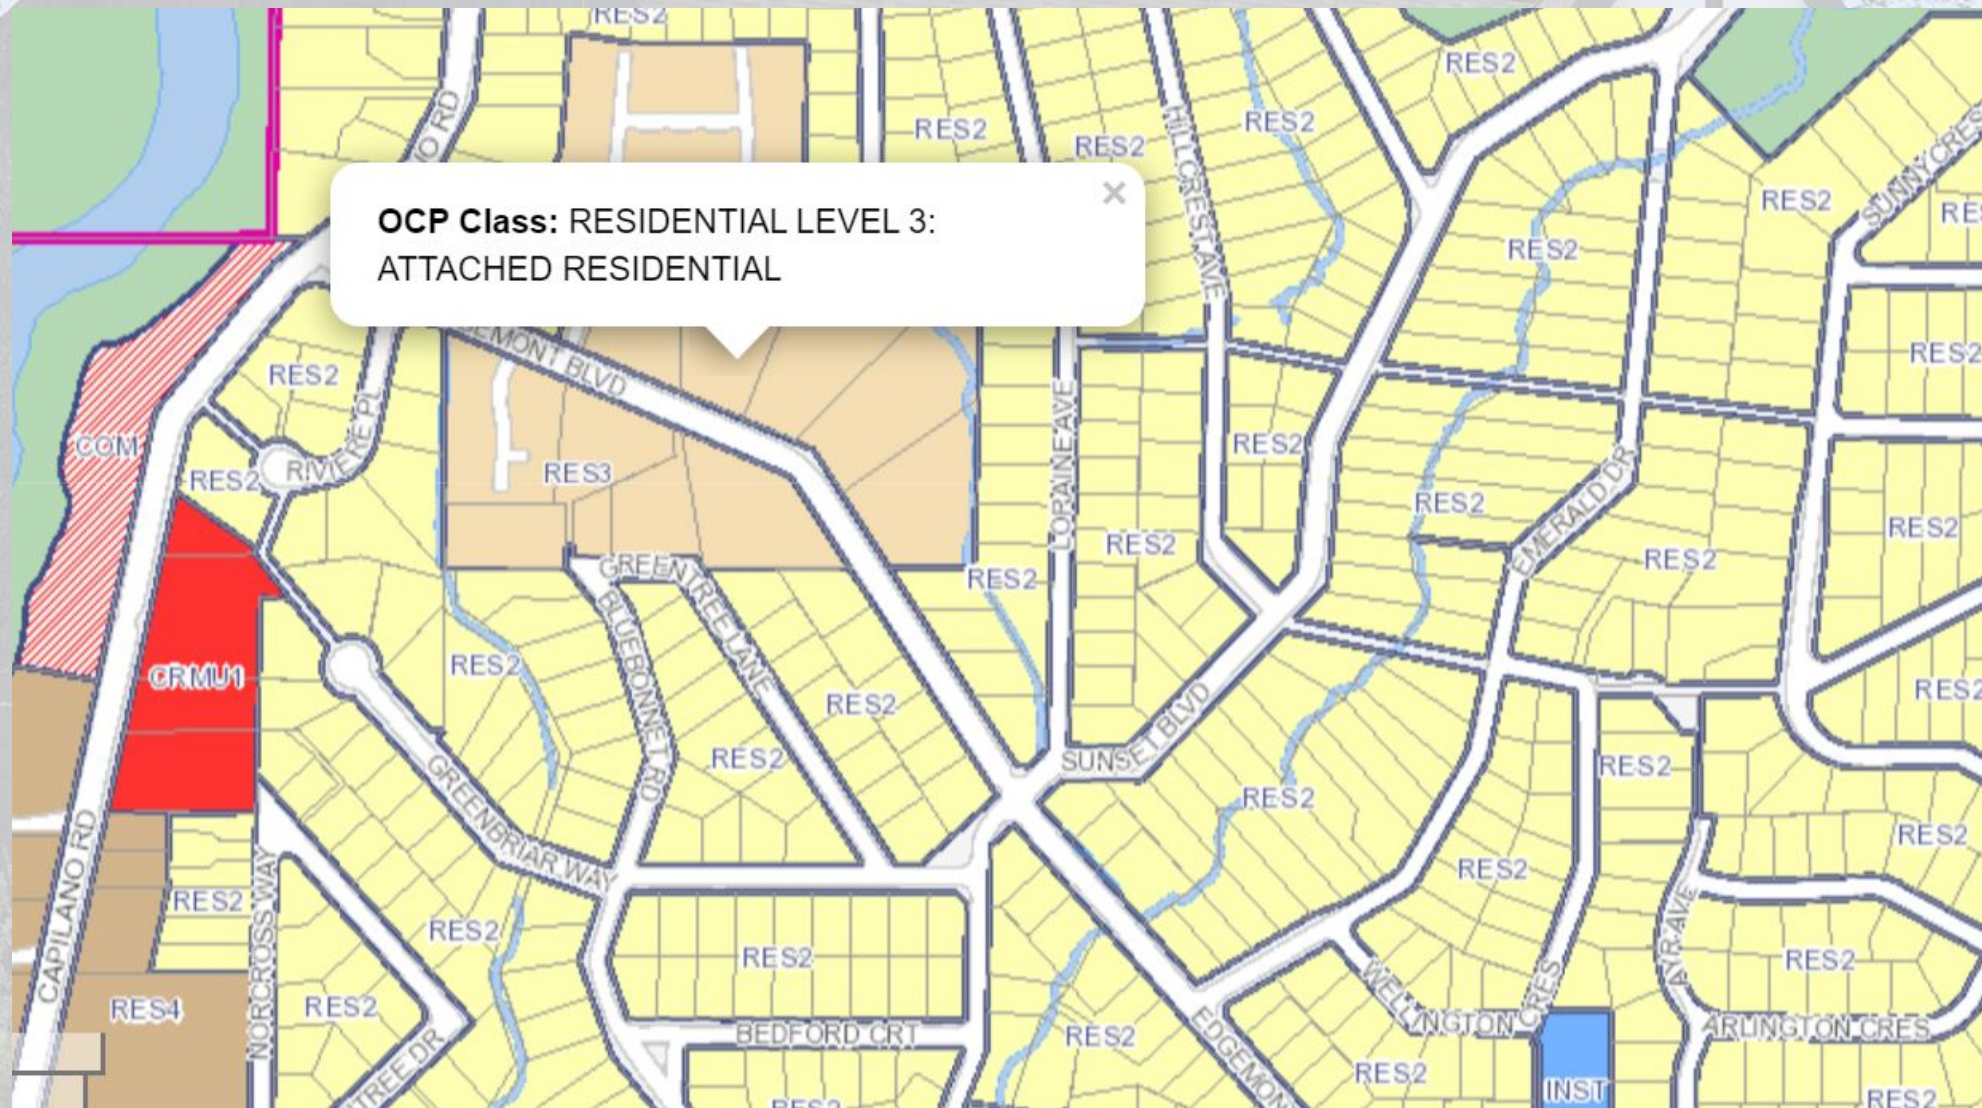 RES2
RES2
RES2
RES2
RES2
HILLCREST AVE
OCP Class: RESIDENTIAL LEVEL 3:
ATTACHED RESIDENTIAL
×
RES2
SUNNYCRES
RES2
RES2
RES2
RES2
COM
RES2
RIVIERE PL
RES3
LORAINE AVE
RES2
RES2
RES2
EMERALD DR
RES2
RES2
RES2
GREENTREE LANE
BLUEBONNET RD
RES2
CRMU1
RES2
RES2
RES2
SUNSET BLVD
RES2
RES2
RES2
GREENBRIAR WAY
CAPILANO RD
RES2
RES2
RES2
NORCROSS WAY
RES2
RES2
AYR AVE
RES2
RES4
RES2
WELLINGTON CRES
BEDFORD CRT
RES2
ARLINGTON CRES
RES2
INST
RES2
RES2